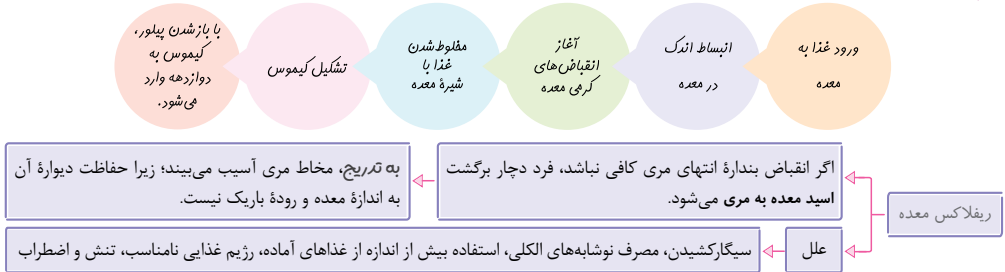 ورود غذا به
معده
انبساط اندک
در معده
آغاز
انقباض‌های
کرمی معده
مخلوط‌شدن
غذا با
شیرهٔ معده
تشکیل کیموس
با بازشدن پیلور،
کیموس به
دوازدهه وارد
می‌شود.
ریفلاکس معده
اگر انقباض بندارهٔ انتهای مری کافی نباشد، فرد دچار برگشت
اسید معده به مری می‌شود.
به تدریج، مخاط مری آسیب می‌بیند؛ زیرا حفاظت دیوارهٔ آن
به اندازهٔ معده و رودهٔ باریک نیست.
علل
سیگارکشیدن، مصرف نوشابه‌های الکلی، استفاده بیش از اندازه از غذاهای آماده، رژیم غذایی نامناسب، تنش و اضطراب